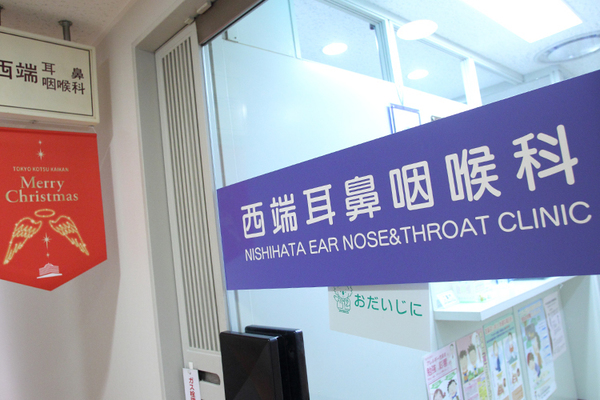 西端 耳鼻
咽喉科
TOKYO KOTSU KAIKAN
Merry
Christmas
西端耳鼻咽喉科
NISHIHATA EAR NOSE&THROAT CLINIC
おだいじに